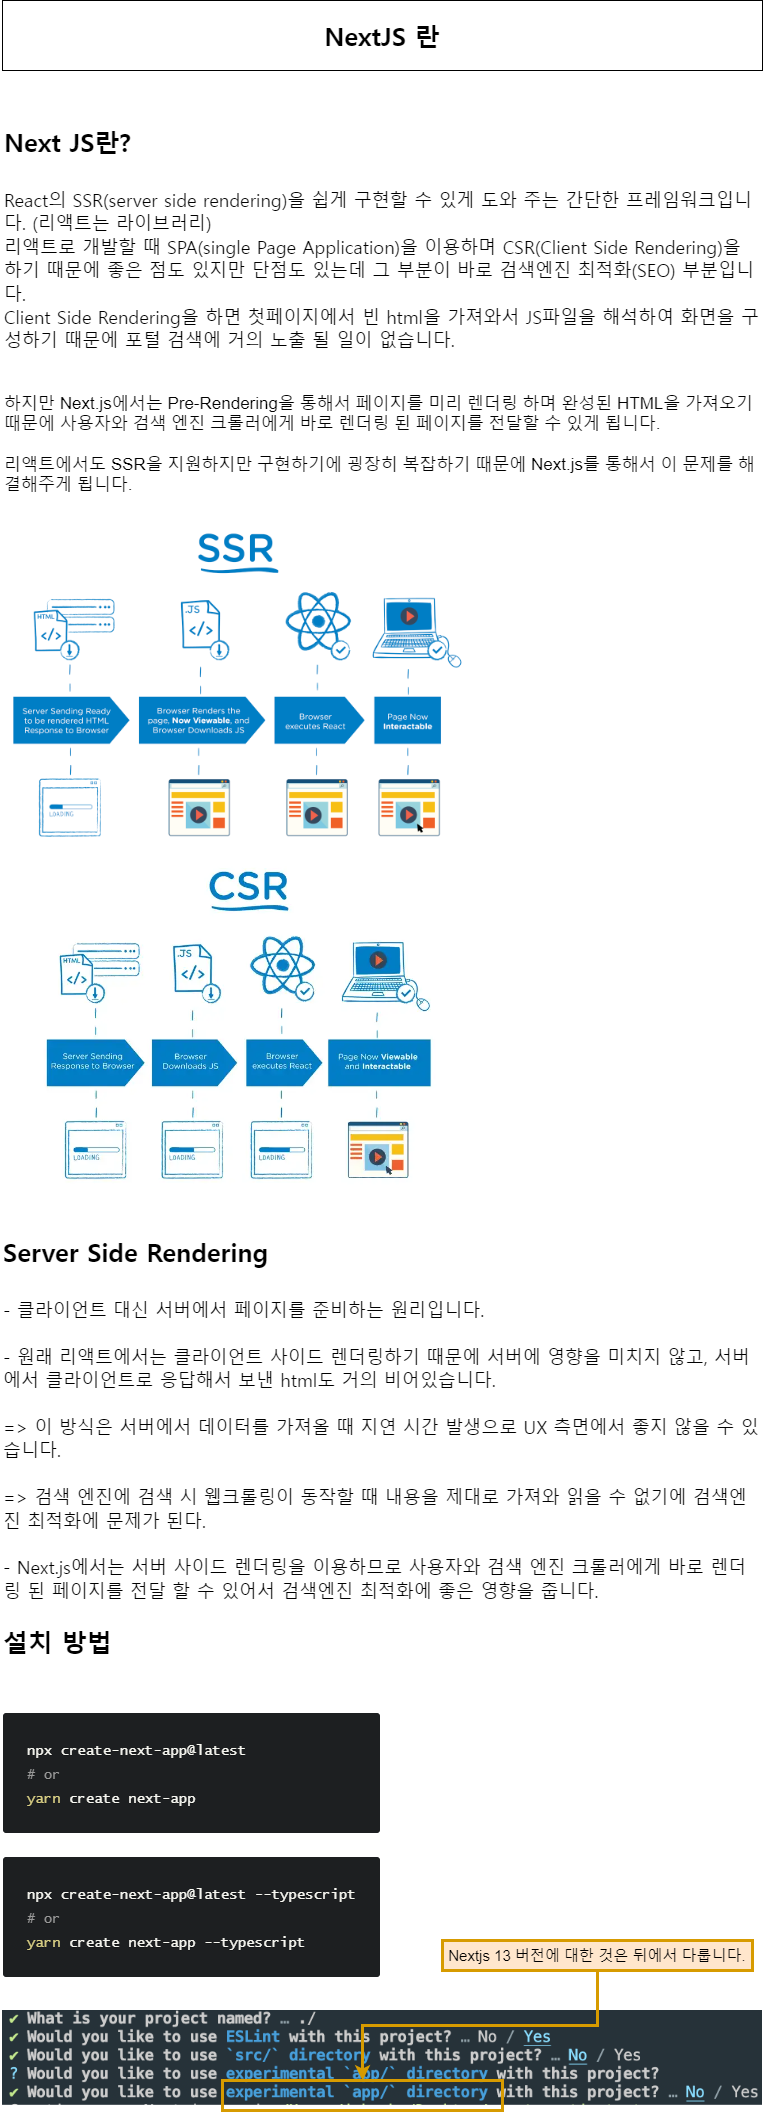 NextJS 란
Next JS란?
React의 SSR(server side rendering)을 쉽게 구현할 수 있게 도와 주는 간단한 프레임워크입니
다. (리액트는 라이브러리)
리액트로 개발할 때 SPA(single Page Application)을 이용하며 CSR(Client Side Rendering)을
하기 때문에 좋은 점도 있지만 단점도 있는데 그 부분이 바로 검색엔진 최적화(SEO) 부분입니
다.
Client Side Rendering을 하면 첫페이지에서 빈 html을 가져와서 JS파일을 해석하여 화면을 구
성하기 때문에 포털 검색에 거의 노출 될 일이 없습니다.
하지만 Next.js에서는 Pre-Rendering을 통해서 페이지를 미리 렌더링 하며 완성된 HTML을 가져오기
때문에 사용자와 검색 엔진 크롤러에게 바로 렌더링 된 페이지를 전달할 수 있게 됩니다.
리액트에서도 SSR을 지원하지만 구현하기에 굉장히 복잡하기 때문에 Next.js를 통해서 이 문제를 해
결해주게 됩니다.
SSR
HTML
</>
.JS
</>
Server Sending Ready
to be rendered HTML
Response to Browser
Browser Renders the
page, Now Viewable, and
Browser Downloads JS
Browser
executes React
Page Now
Interactable
LOADING
CSR
HTML
</>
.JS
</>
Server Sending
Response to Browser
Browser
Downloads JS
Browser
executes React
Page Now Viewable
and Interactable
LOADING
LOADING
LOADING
Server Side Rendering
- 클라이언트 대신 서버에서 페이지를 준비하는 원리입니다.
- 원래 리액트에서는 클라이언트 사이드 렌더링하기 때문에 서버에 영향을 미치지 않고, 서버
에서 클라이언트로 응답해서 보낸 html도 거의 비어있습니다.
=> 이 방식은 서버에서 데이터를 가져올 때 지연 시간 발생으로 UX 측면에서 좋지 않을 수 있
습니다.
=> 검색 엔진에 검색 시 웹크롤링이 동작할 때 내용을 제대로 가져와 읽을 수 없기에 검색엔
진 최적화에 문제가 된다.
- Next.js에서는 서버 사이드 렌더링을 이용하므로 사용자와 검색 엔진 크롤러에게 바로 렌더
링 된 페이지를 전달 할 수 있어서 검색엔진 최적화에 좋은 영향을 줍니다.
설치 방법
npx create-next-app@latest
# or
yarn create next-app
npx create-next-app@latest --typescript
# or
yarn create next-app --typescript
Nextjs 13 버전에 대한 것은 뒤에서 다룹니다.
✔ What is your project named? … ./
✔ Would you like to use ESLint with this project? … No / Yes
✔ Would you like to use `src/` directory with this project? … No / Yes
? Would you like to use experimental `app/` directory with this project?
✔ Would you like to use experimental `app/` directory with this project? … No / Yes